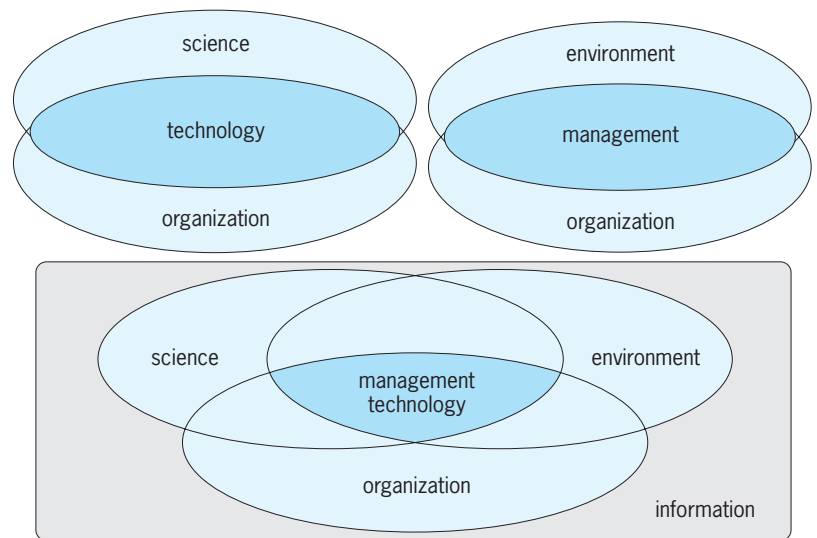 science
technology
organization
environment
management
organization
science
environment
management
technology
organization
information